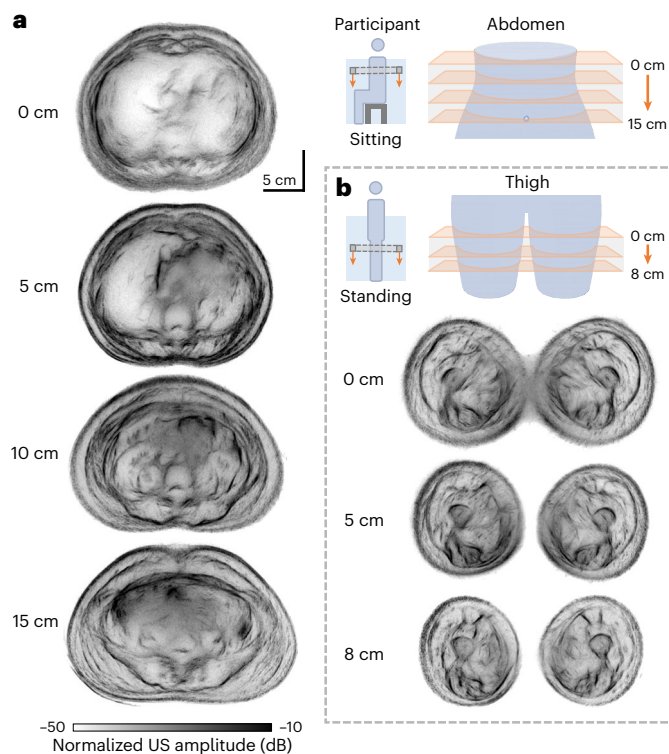 a
0 cm
5 cm
5 cm
10 cm
15 cm
–50
–10
Normalized US amplitude (dB)
Participant
Sitting
Abdomen
0 cm
15 cm
b
Thigh
Standing
0 cm
8 cm
0 cm
5 cm
8 cm